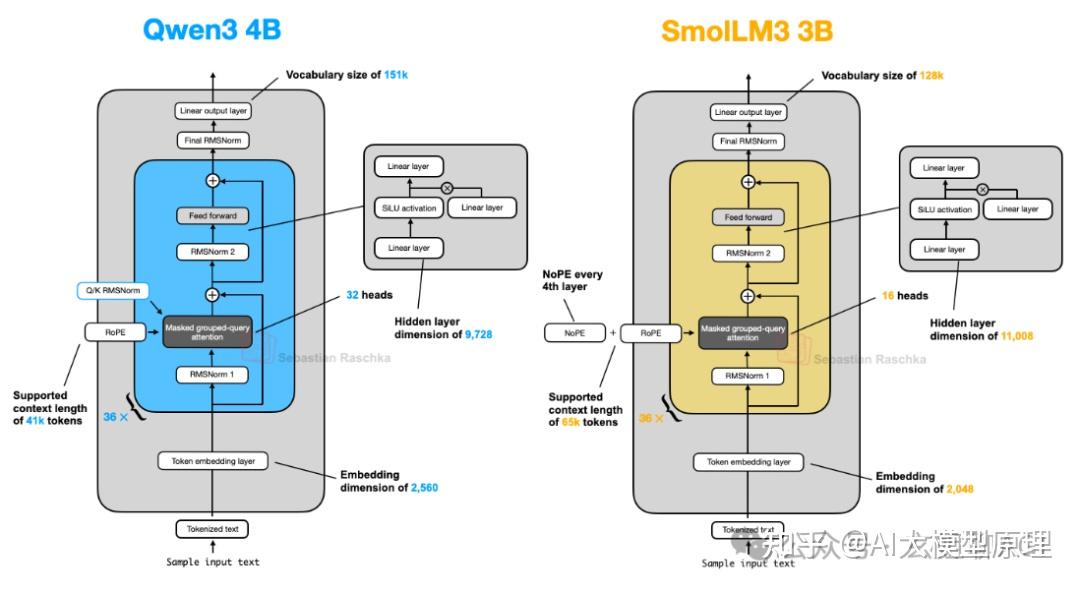 Qwen3 4B
Vocabulary size of 151k
Linear output layer
Final RMSNorm
Linear layer
SiLU activation
Linear layer
Linear layer
Feed forward
RMSNorm 2
Q/K RMSNorm
32 heads
Hidden layer
dimension of 9,728
RoPE
Masked grouped-query
attention
Sebastian Raschka
RMSNorm 1
Supported
context length
of 41k tokens
36 ×
Token embedding layer
Embedding
dimension of 2,560
Tokenized text
Sample input text
SmolLM3 3B
Vocabulary size of 128k
Linear output layer
Final RMSNorm
Linear layer
SiLU activation
Linear layer
Linear layer
Feed forward
RMSNorm 2
NoPE every
4th layer
16 heads
Hidden layer
dimension of 11,008
NoPE
+
RoPE
Masked grouped-query
attention
Sebastian Raschka
RMSNorm 1
Supported
context length
of 65k tokens
36 ×
Token embedding layer
Embedding
dimension of 2,048
Tokenized text
Sample input text
知乎 @AI大模型原理